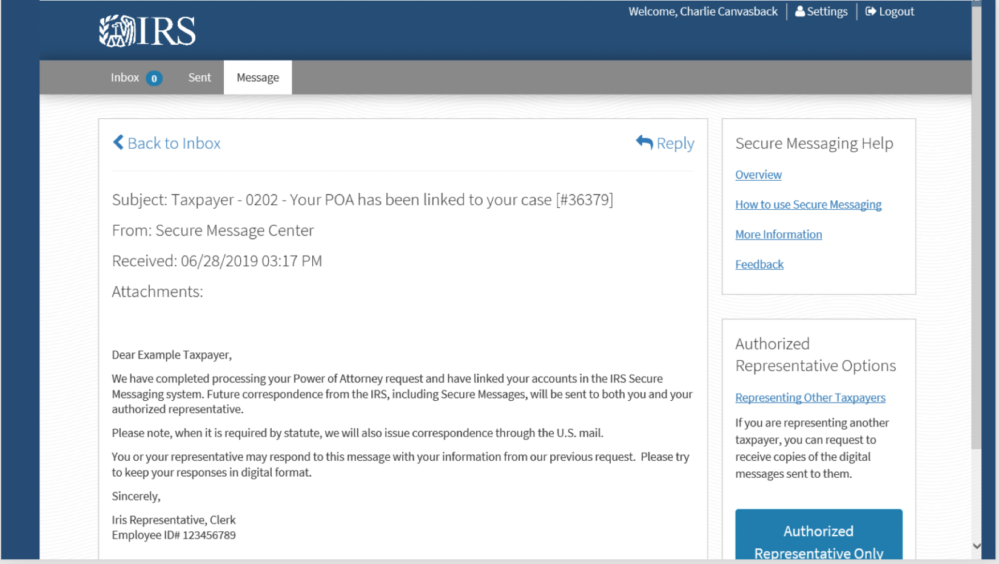 Welcome, Charlie Canvasback Settings Logout
IRS
Inbox 0 Sent Message
Back to Inbox Reply
Subject: Taxpayer - 0202 - Your POA has been linked to your case [#36379]
From: Secure Message Center
Received: 06/28/2019 03:17 PM
Attachments:
Dear Example Taxpayer,
We have completed processing your Power of Attorney request and have linked your accounts in the IRS Secure
Messaging system. Future correspondence from the IRS, including Secure Messages, will be sent to both you and your
authorized representative.
Please note, when it is required by statute, we will also issue correspondence through the U.S. mail.
You or your representative may respond to this message with your information from our previous request.  Please try
to keep your responses in digital format.
Sincerely,
Iris Representative, Clerk
Employee ID# 123456789
Secure Messaging Help
Overview
How to use Secure Messaging
More Information
Feedback
Authorized
Representative Options
Representing Other Taxpayers
If you are representing another
taxpayer, you can request to
receive copies of the digital
messages sent to them.
Authorized
Representative Only